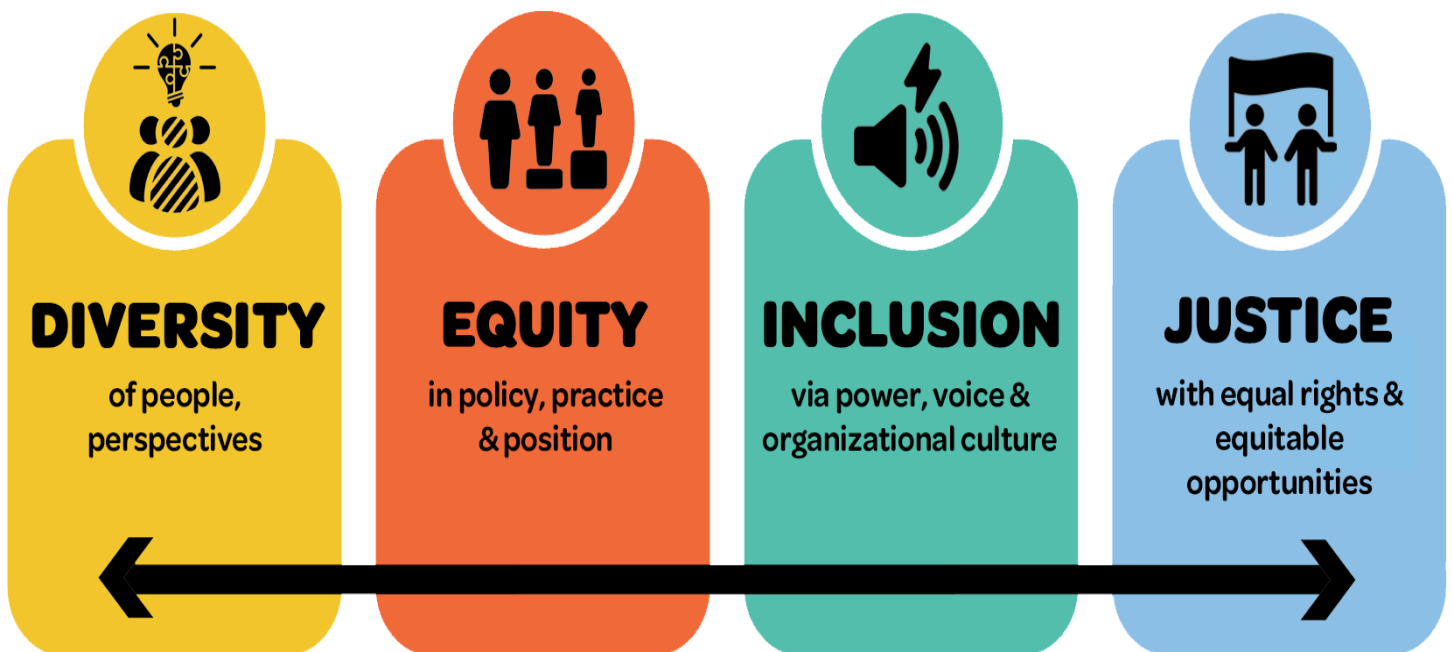 DIVERSITY
of people,
perspectives
EQUITY
in policy, practice
& position
INCLUSION
via power, voice &
organizational culture
JUSTICE
with equal rights &
equitable
opportunities